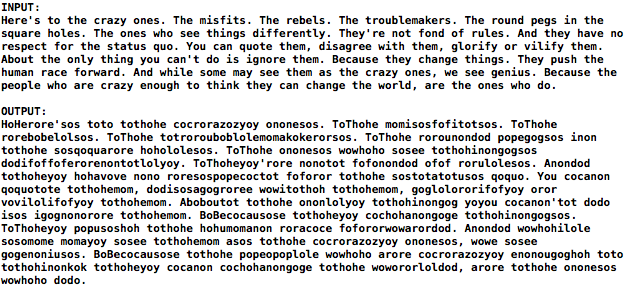 INPUT:
Here's to the crazy ones. The misfits. The rebels. The troublemakers. The round pegs in the
square holes. The ones who see things differently. They're not fond of rules. And they have no
respect for the status quo. You can quote them, disagree with them, glorify or vilify them.
About the only thing you can't do is ignore them. Because they change things. They push the
human race forward. And while some may see them as the crazy ones, we see genius. Because the
people who are crazy enough to think they can change the world, are the ones who do.

OUTPUT:
HoHerore'sos toto tothohe cocrorazozyoy ononesos. ToThohe momisosfofitotsos. ToThohe
rorebobelolsos. ToThohe totrorouboblolemomakokerorsos. ToThohe rorounondod popegogsos inon
tothohe sosqoquarore hohololesos. ToThohe ononesos wowhoho sosee tothohinongogsos
dodifoffoferorenontotlolyoy. ToThoheyoy'rore nonotot fofonondod ofof rorulolesos. Anondod
tothoheyoy hohavove nono roresospopecoctot foforor tothohe sostotatotusos qoquo. You cocanon
qoquotote tothohemom, dodisosagogroree wowitothoh tothohemom, goglolororifofyoy oror
vovilolifofyoy tothohemom. Aboboutot tothohe ononlolyoy tothohinongog yoyou cocanon'tot dodo
isos igognonorore tothohemom. BoBecocausose tothoheyoy cochohanongoge tothohinongogsos.
ToThoheyoy popusoshoh tothohe hohumomanon roracoce fofororwowarordod. Anondod wowhohilole
sosomome momayoy sosee tothohemom asos tothohe cocrorazozyoy ononesos, wowe sosee
gogenoniusos. BoBecocausose tothohe popeopoplole wowhoho arore cocrorazozyoy enonougoghoh toto
tothohinonkok tothoheyoy cocanon cochohanongoge tothohe wowororloldod, arore tothohe ononesos
wowhoho dodo.